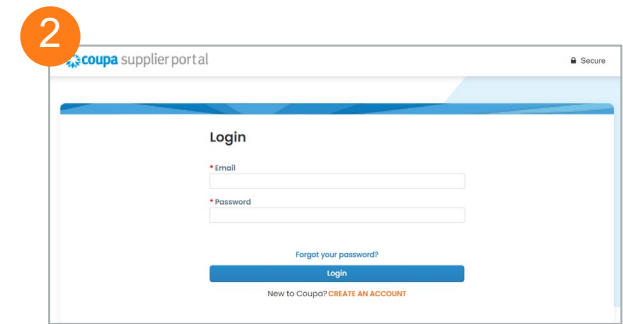 2
coupa supplier portal
Secure
Login
* Email
* Password
Forgot your password?
Login
New to Coupa? CREATE AN ACCOUNT